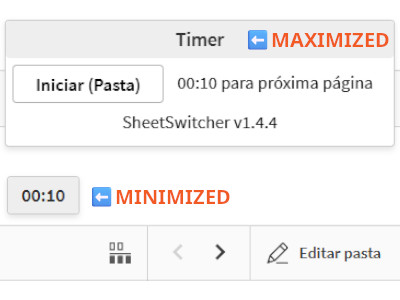 Timer ⬅ MAXIMIZED
Iniciar (Pasta) 00:10 para próxima página
SheetSwitcher v1.4.4
00:10 ⬅ MINIMIZED
Editar pasta